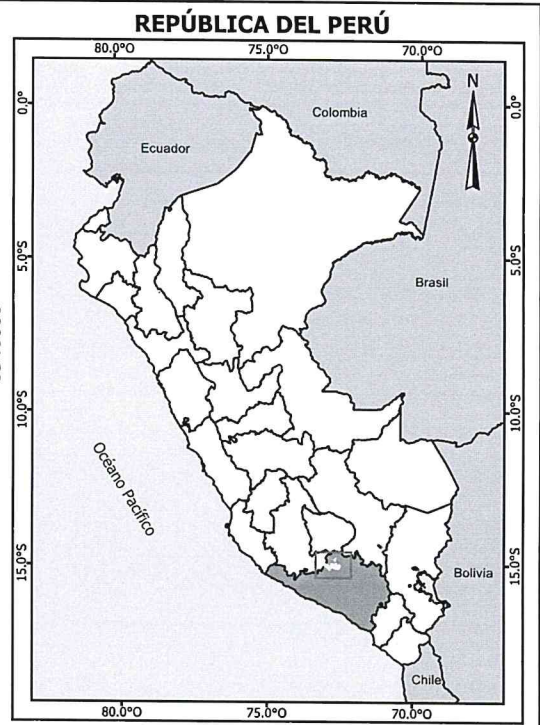 REPÚBLICA DEL PERÚ
80.0°O 75.0°O 70.0°O
N
0.0° 0.0°
Colombia
Ecuador
5.0°S 5.0°S
Brasil
10.0°S 10.0°S
Océano Pacífico
15.0°S 15.0°S
Bolivia
Chile
80.0°O 75.0°O 70.0°O